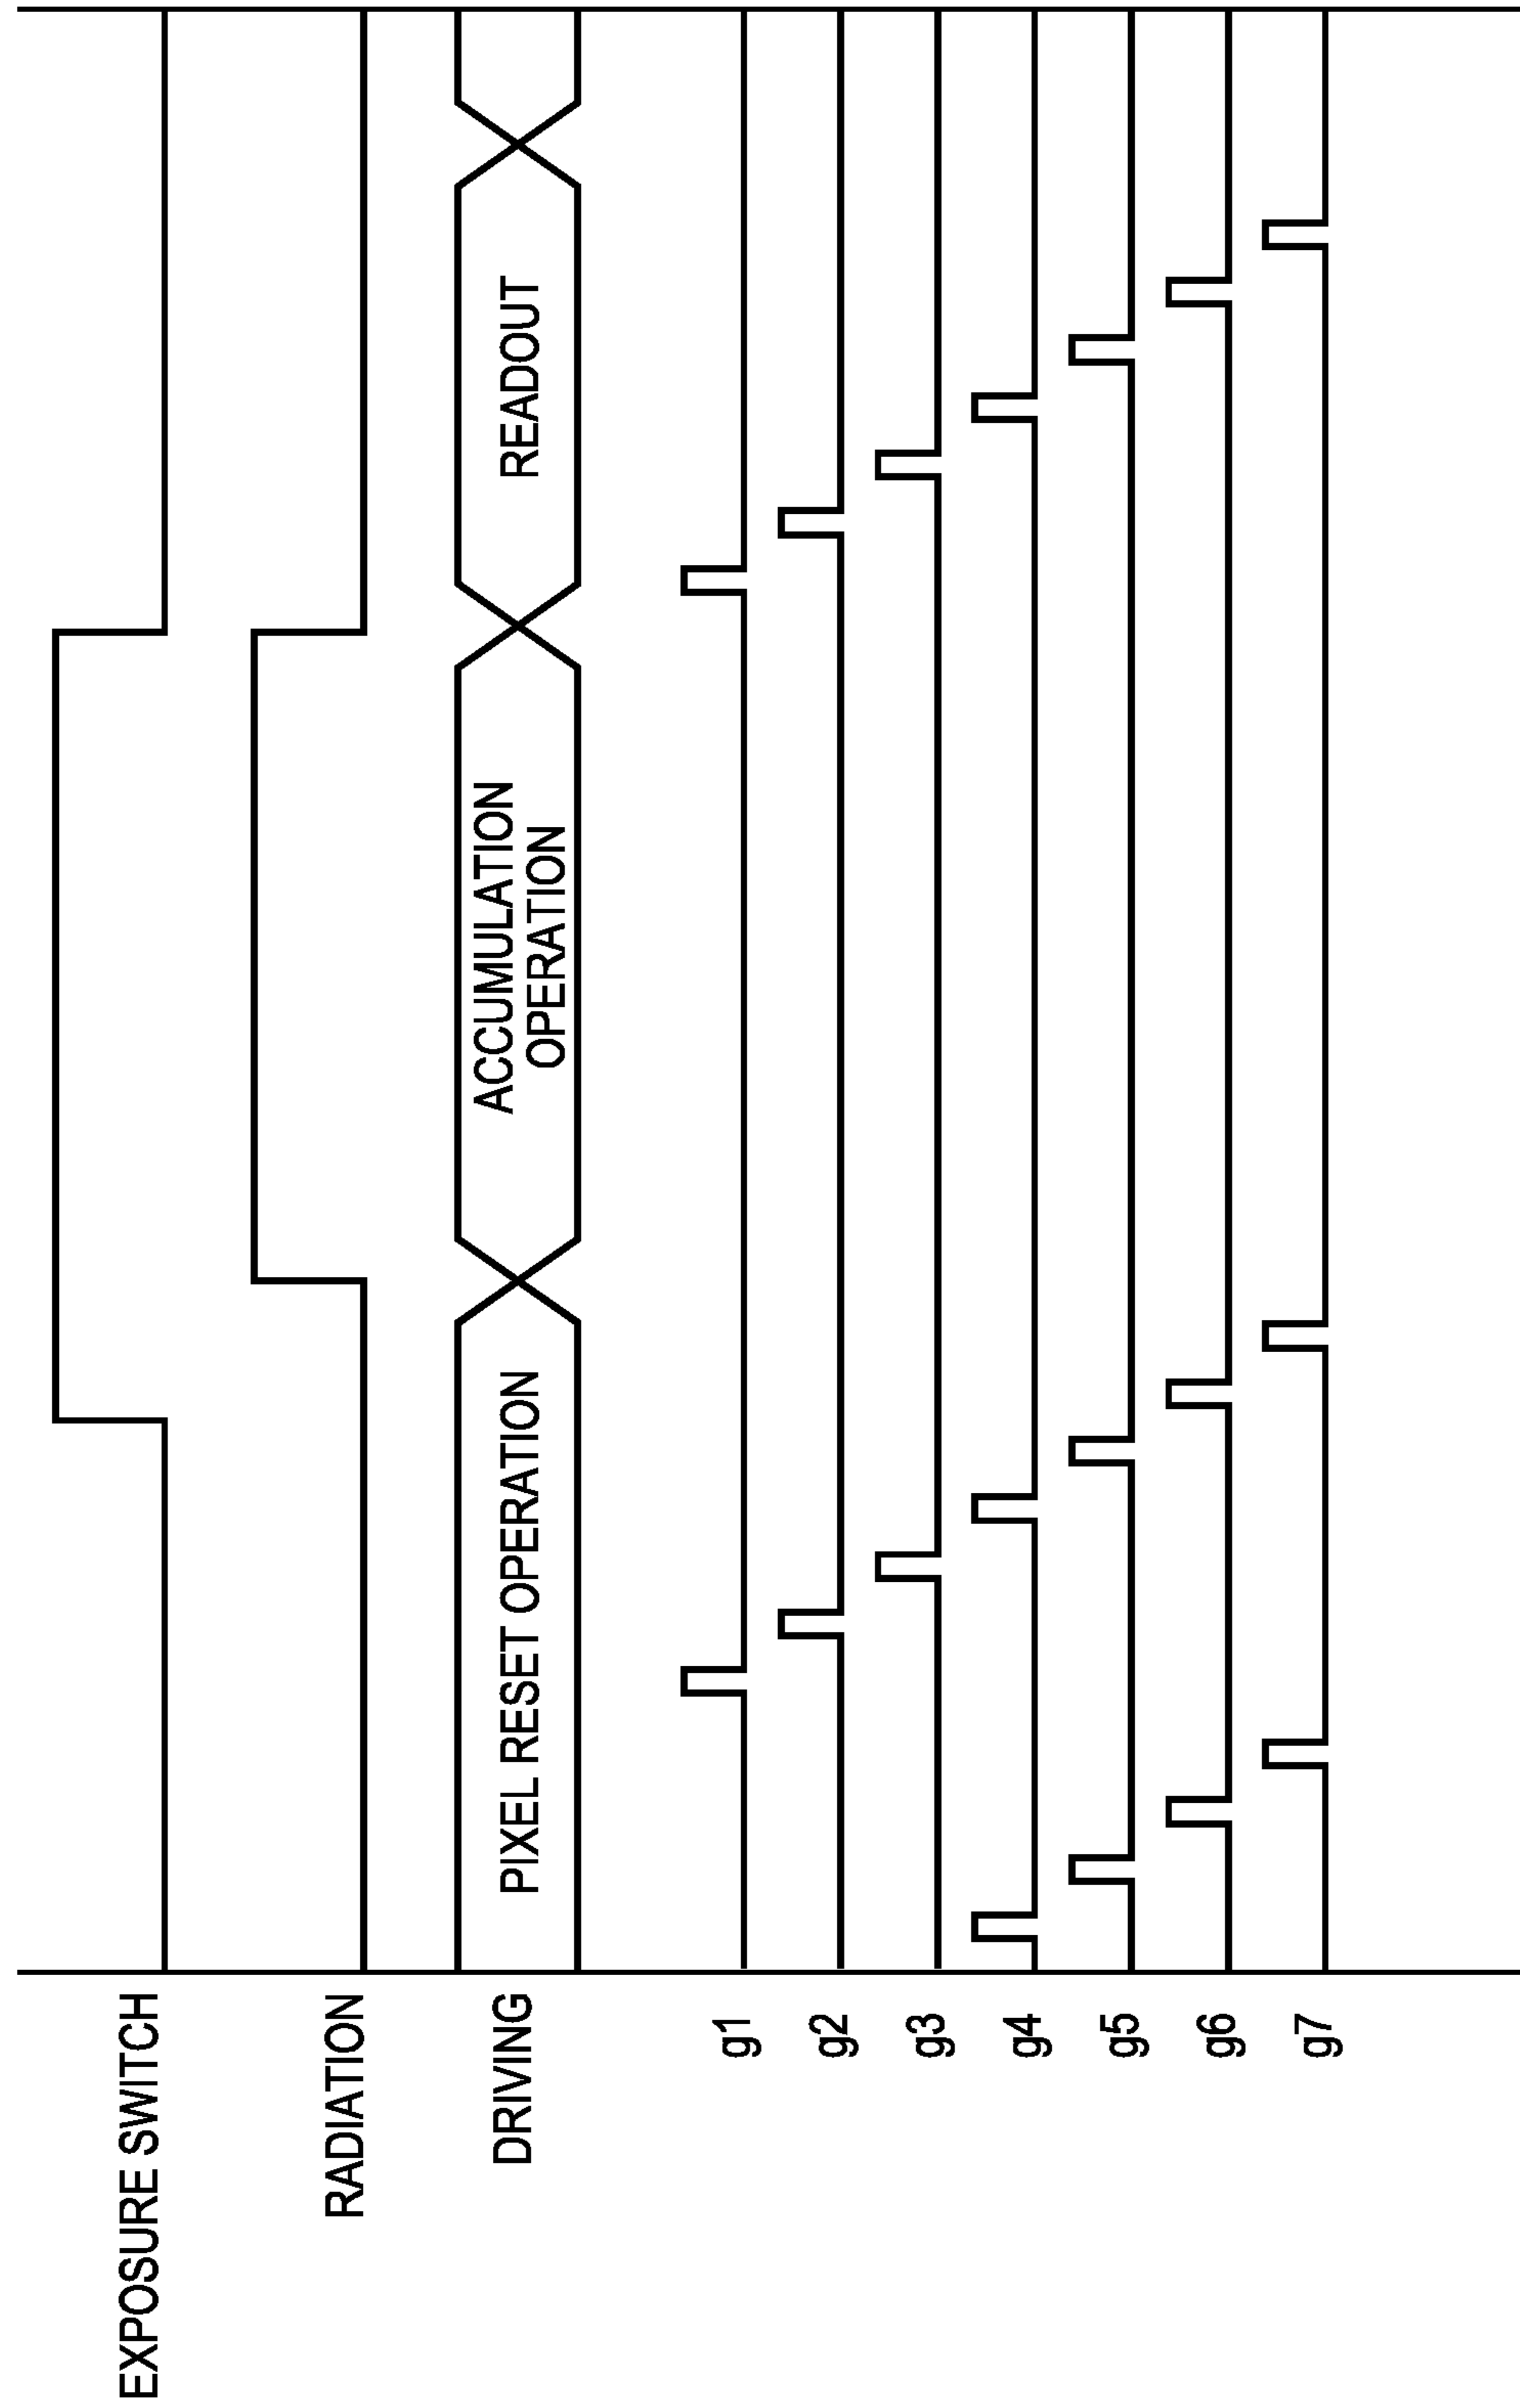 EXPOSURE SWITCH
RADIATION
DRIVING
PIXEL RESET OPERATION
ACCUMULATION
OPERATION
READOUT
g1
g2
g3
g4
g5
g6
g7